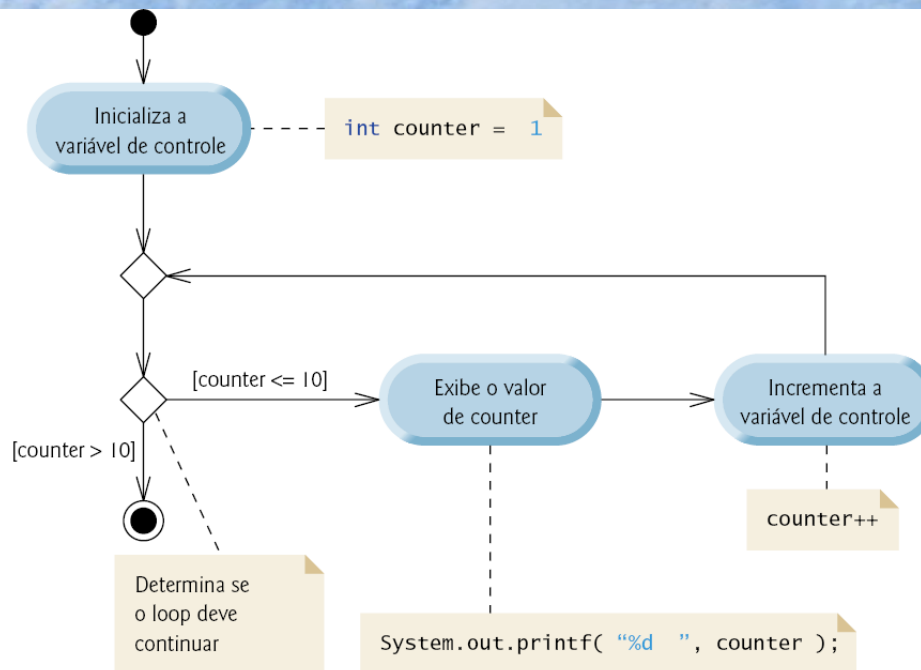 Inicializa a
variável de controle
int counter =  1
[counter <= 10]
Exibe o valor
de counter
Incrementa a
variável de controle
[counter > 10]
counter++
Determina se
o loop deve
continuar
System.out.printf( “%d  ”, counter );